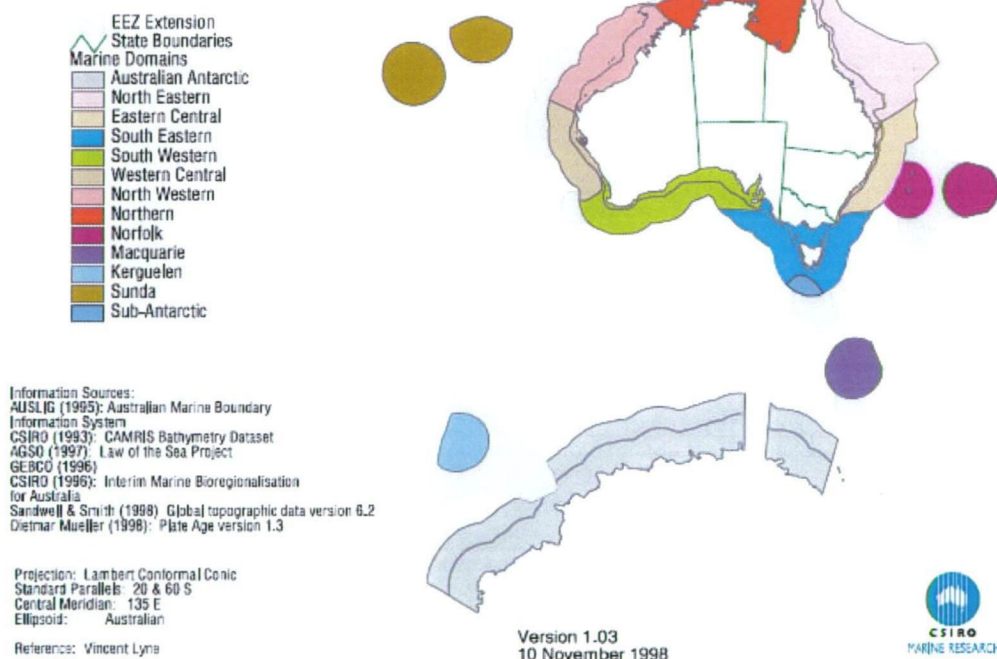 EEZ Extension
State Boundaries
Marine Domains
Australian Antarctic
North Eastern
Eastern Central
South Eastern
South Western
Western Central
North Western
Northern
Norfolk
Macquarie
Kerguelen
Sunda
Sub-Antarctic
Information Sources:
AUSLIG (1995): Australian Marine Boundary
Information System
CSIRO (1993): CAMRIS Bathymetry Dataset
AGSO (1997): Law of the Sea Project
GEBCO (1996)
CSIRO (1996): Interim Marine Bioregionalisation
for Australia
Sandwell & Smith (1998) Global topographic data version 6.2
Dietmar Mueller (1998): Plate Age version 1.3
Projection: Lambert Conformal Conic
Standard Parallels: 20 & 60 S
Central Meridian: 135 E
Ellipsoid: Australian
Reference: Vincent Lyne
Version 1.03
10 November 1998
CSIRO
MARINE RESEARCH